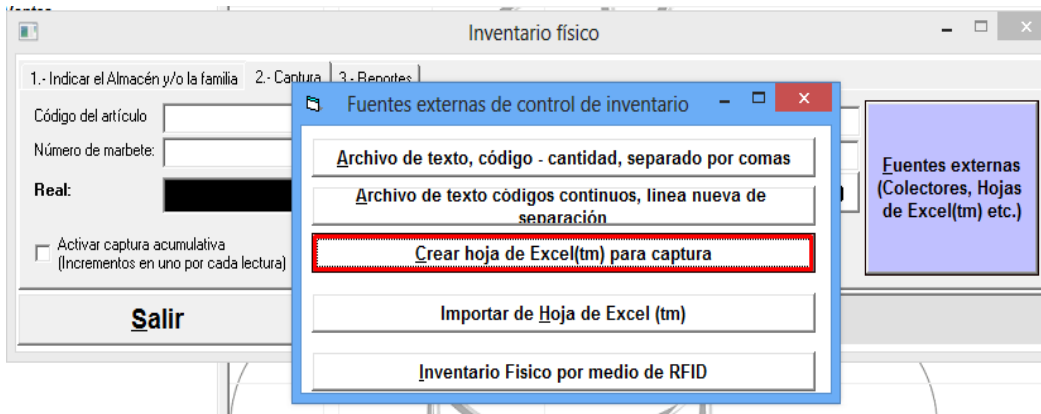 Inventario físico
1.- Indicar el Almacén y/o la familia
2.- Captura
3.- Reportes
Código del artículo
Número de marbete:
Real:
Activar captura acumulativa
(Incrementos en uno por cada lectura)
Salir
Fuentes externas de control de inventario
Archivo de texto, código - cantidad, separado por comas
Archivo de texto códigos continuos, línea nueva de
separación
Crear hoja de Excel(tm) para captura
Importar de Hoja de Excel (tm)
Inventario Fisico por medio de RFID
Fuentes externas
(Colectores, Hojas
de Excel(tm) etc.)